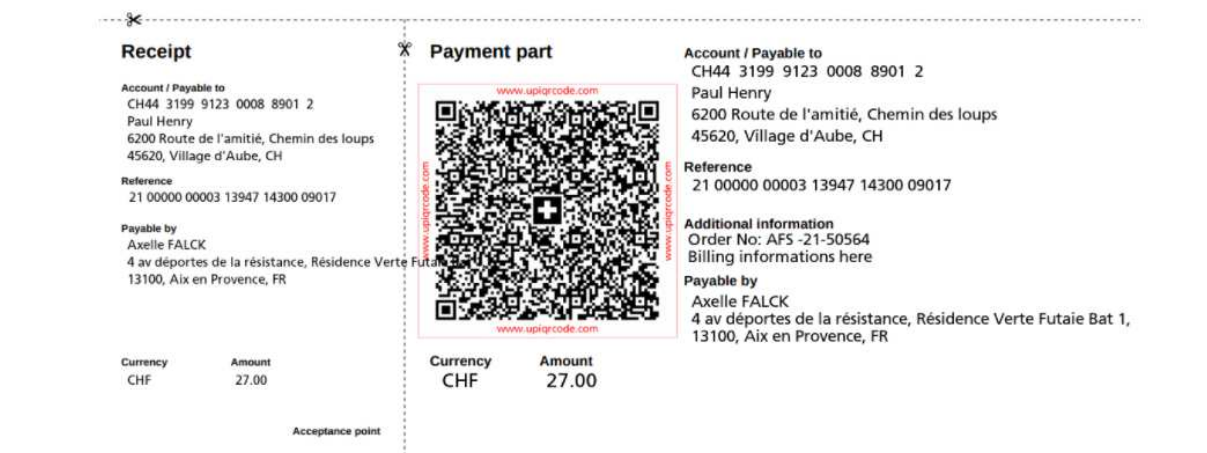 Receipt
Account / Payable to
CH44 3199 9123 0008 8901 2
Paul Henry
6200 Route de l'amitié, Chemin des loups
45620, Village d'Aube, CH
Reference
21 00000 00003 13947 14300 09017
Payable by
Axelle FALCK
4 av déportes de la résistance, Résidence Verte Futaie
13100, Aix en Provence, FR
Currency Amount
CHF 27.00
Acceptance point
Payment part
www.upiqrcode.com
www.upiqrcode.com
www.upiqrcode.com
www.upiqrcode.com
Currency Amount
CHF 27.00
Account / Payable to
CH44 3199 9123 0008 8901 2
Paul Henry
6200 Route de l'amitié, Chemin des loups
45620, Village d'Aube, CH
Reference
21 00000 00003 13947 14300 09017
Additional information
Order No: AFS -21-50564
Billing informations here
Payable by
Axelle FALCK
4 av déportes de la résistance, Résidence Verte Futaie Bat 1,
13100, Aix en Provence, FR